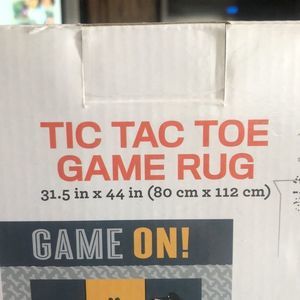 TIC TAC TOE
GAME RUG
31.5 in x 44 in (80 cm x 112 cm)
GAME ON!